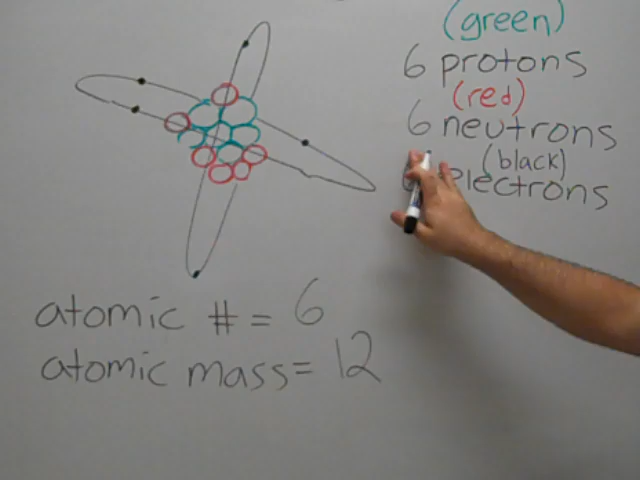 (green)
6 protons
(red)
6 neutrons
(black)
electrons
atomic # = 6
atomic mass = 12